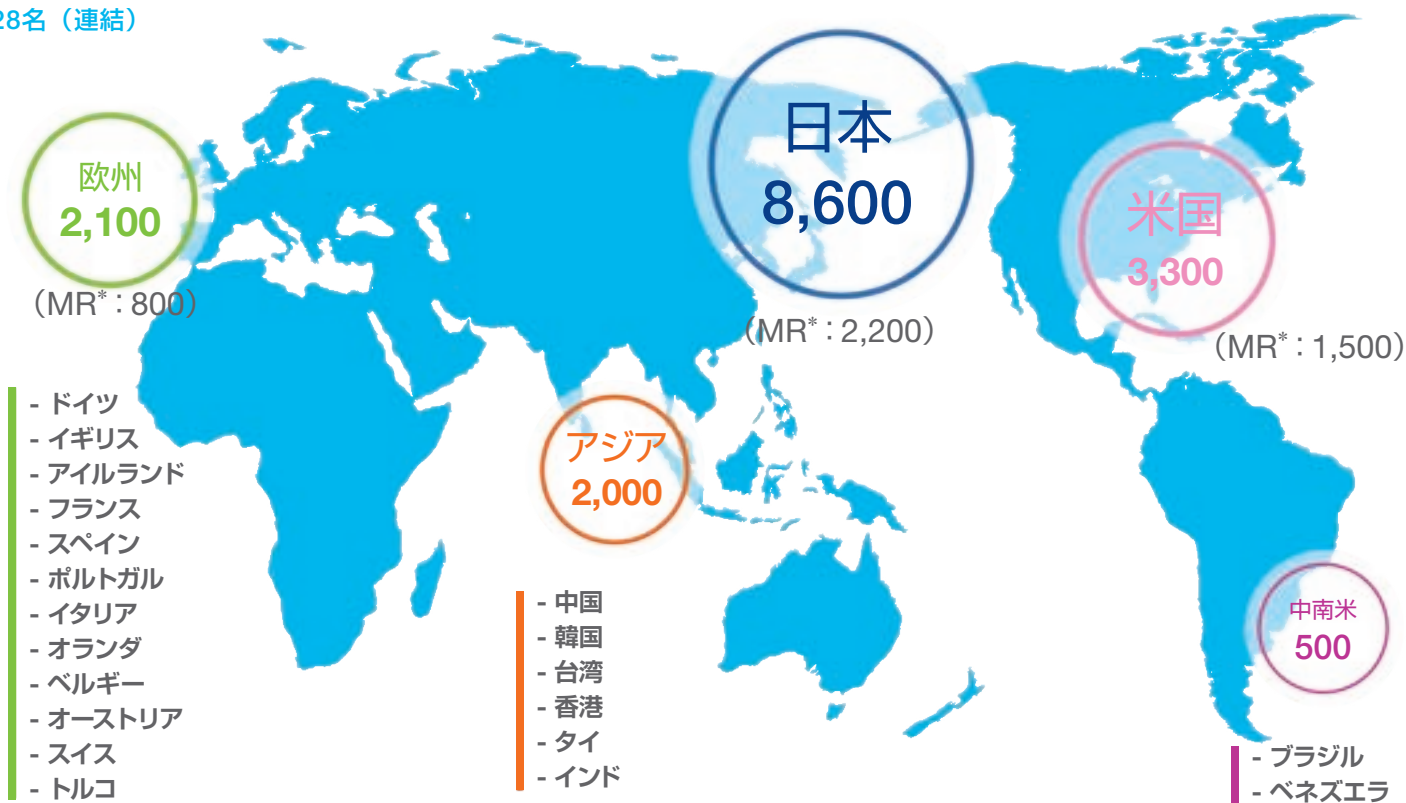 28名（連結）
日本
8,600
（MR*：2,200）
米国
3,300
（MR*：1,500）
欧州
2,100
（MR*：800）
- ドイツ
- イギリス
- アイルランド
- フランス
- スペイン
- ポルトガル
- イタリア
- オランダ
- ベルギー
- オーストリア
- スイス
- トルコ
アジア
2,000
- 中国
- 韓国
- 台湾
- 香港
- タイ
- インド
中南米
500
- ブラジル
- ベネズエラ